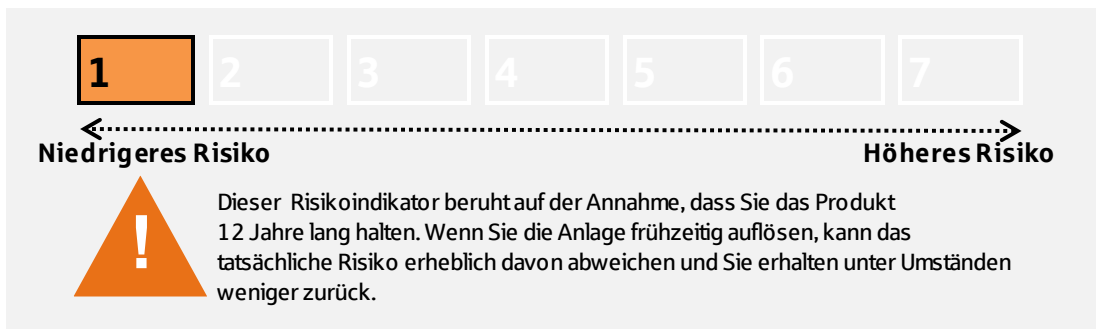 1 2 3 4 5 6 7
Niedrigeres Risiko Höheres Risiko
!
Dieser Risikoindikator beruht auf der Annahme, dass Sie das Produkt
12 Jahre lang halten. Wenn Sie die Anlage frühzeitig auflösen, kann das
tatsächliche Risiko erheblich davon abweichen und Sie erhalten unter Umständen
weniger zurück.